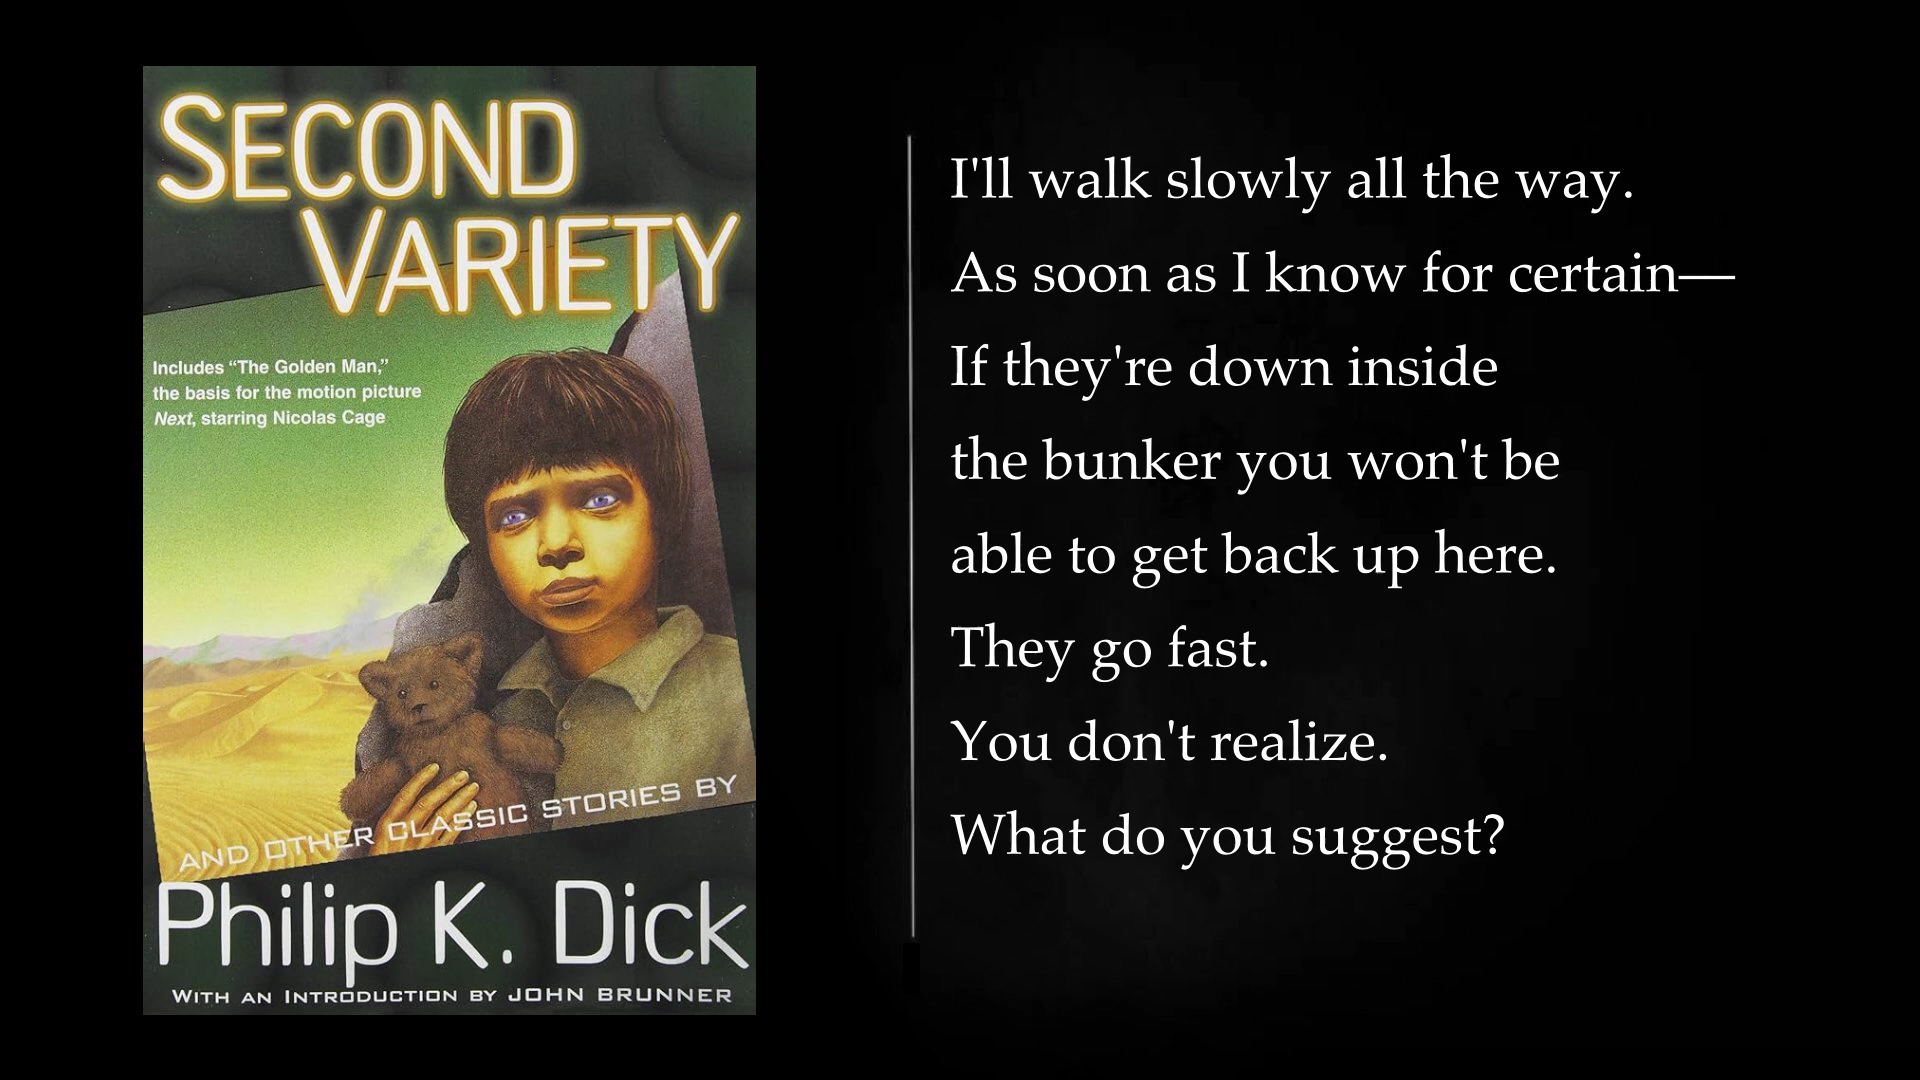 SECOND
VARIETY
Includes “The Golden Man,”
the basis for the motion picture
Next, starring Nicolas Cage
AND OTHER CLASSIC STORIES BY
Philip K. Dick
WITH AN INTRODUCTION BY JOHN BRUNNER
I'll walk slowly all the way.
As soon as I know for certain—
If they're down inside
the bunker you won't be
able to get back up here.
They go fast.
You don't realize.
What do you suggest?